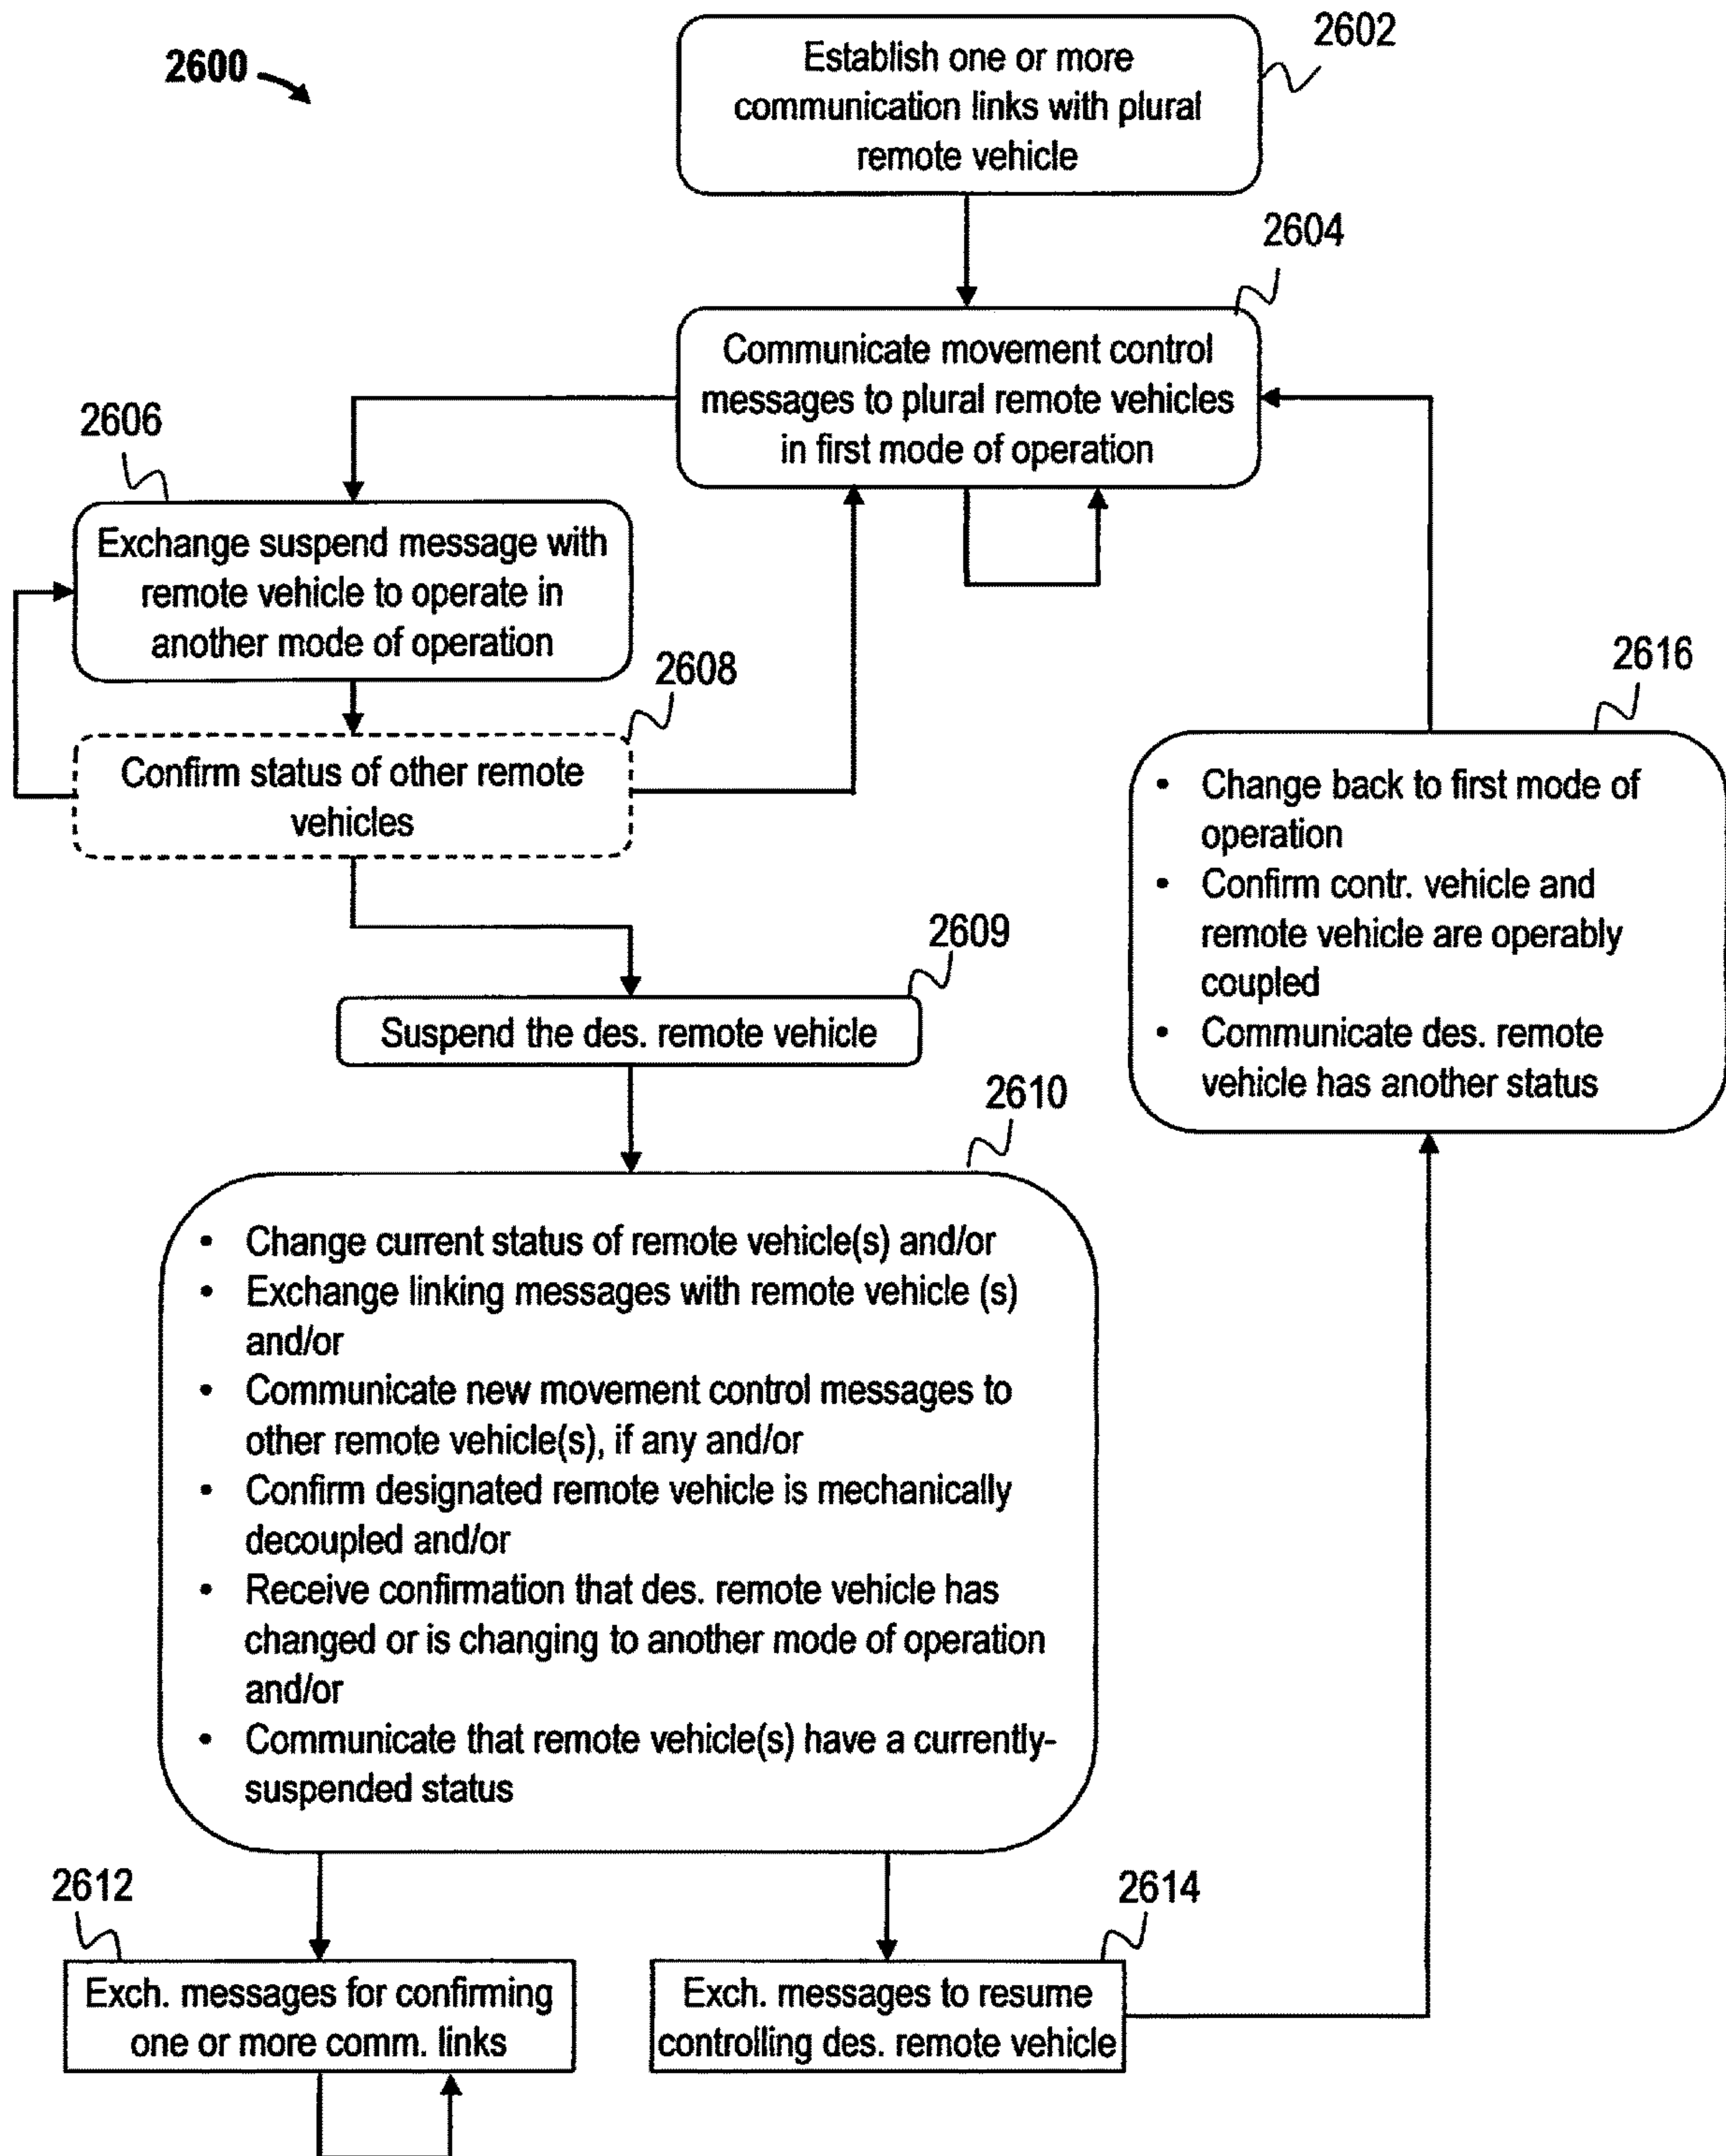 2600
Establish one or more
communication links with plural
remote vehicle
2602
2604
Communicate movement control
messages to plural remote vehicles
in first mode of operation
2606
Exchange suspend message with
remote vehicle to operate in
another mode of operation
2608
Confirm status of other remote
vehicles
2616
• Change back to first mode of
operation
• Confirm contr. vehicle and
remote vehicle are operably
coupled
• Communicate des. remote
vehicle has another status
2609
Suspend the des. remote vehicle
2610
• Change current status of remote vehicle(s) and/or
• Exchange linking messages with remote vehicle (s)
and/or
• Communicate new movement control messages to
other remote vehicle(s), if any and/or
• Confirm designated remote vehicle is mechanically
decoupled and/or
• Receive confirmation that des. remote vehicle has
changed or is changing to another mode of operation
and/or
• Communicate that remote vehicle(s) have a currently-
suspended status
2612
Exch. messages for confirming
one or more comm. links
2614
Exch. messages to resume
controlling des. remote vehicle